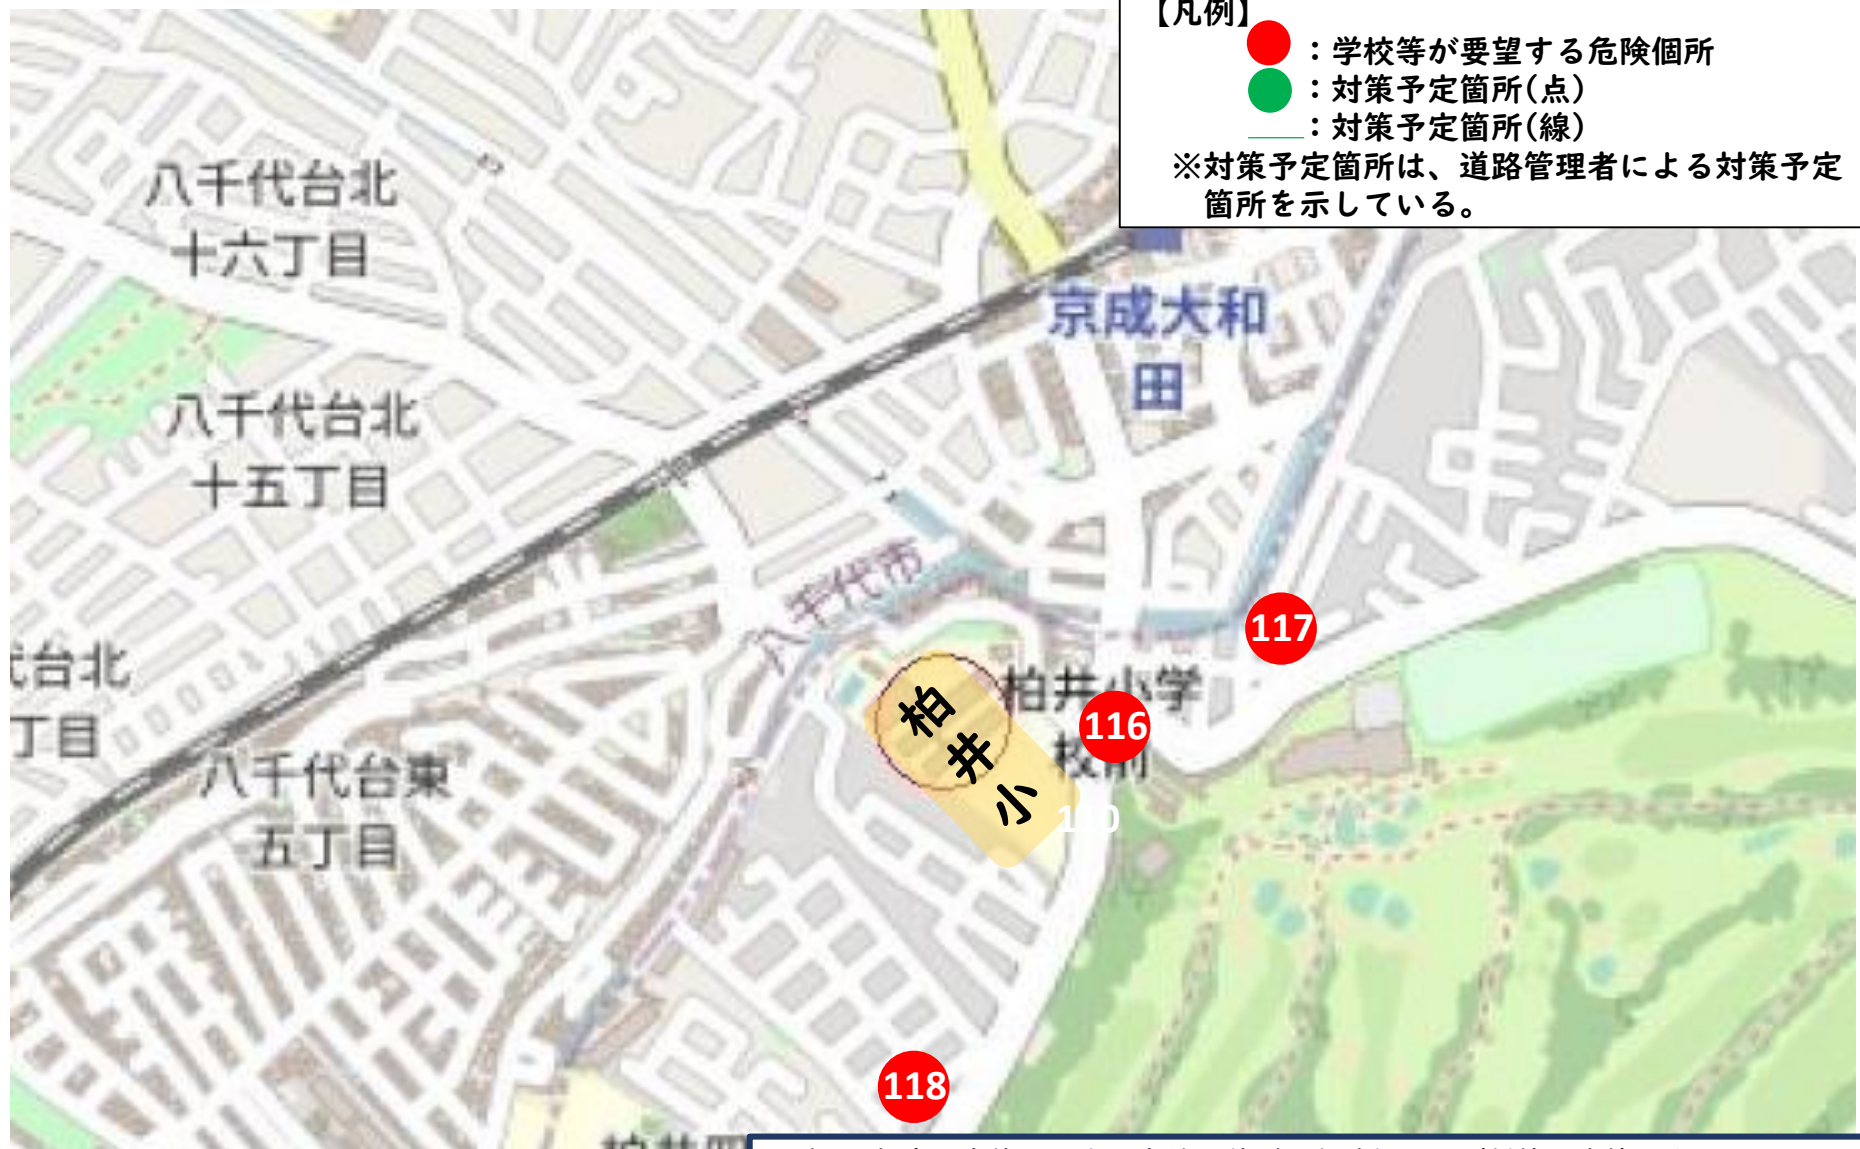 【凡例】
：学校等が要望する危険個所
：対策予定箇所(点)
：対策予定箇所(線)
※対策予定箇所は、道路管理者による対策予定
箇所を示している。
八千代台北
十六丁目
京成大和
田
八千代台北
十五丁目
八千代市
117
代台北
丁目
柏井小学
校前
116
柏井小
110
八千代台東
五丁目
118